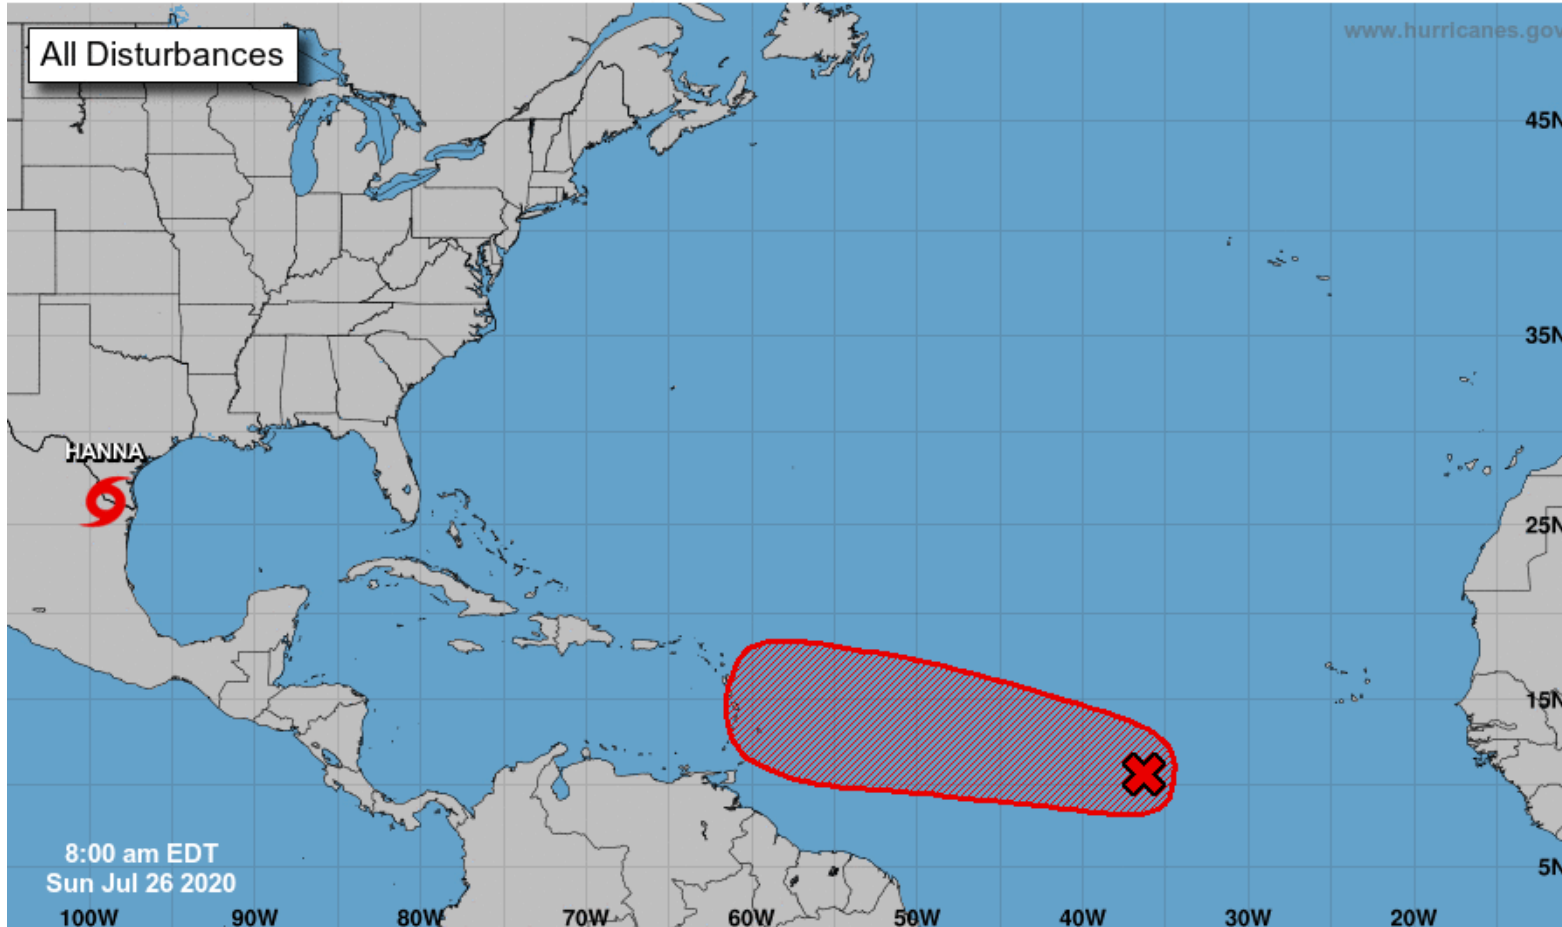 All Disturbances
www.hurricanes.gov
45N
35N
HANNA
25N
15N
8:00 am EDT
5N
Sun Jul 26 2020
100W 90W 80W 70W 60W 50W 40W 30W 20W